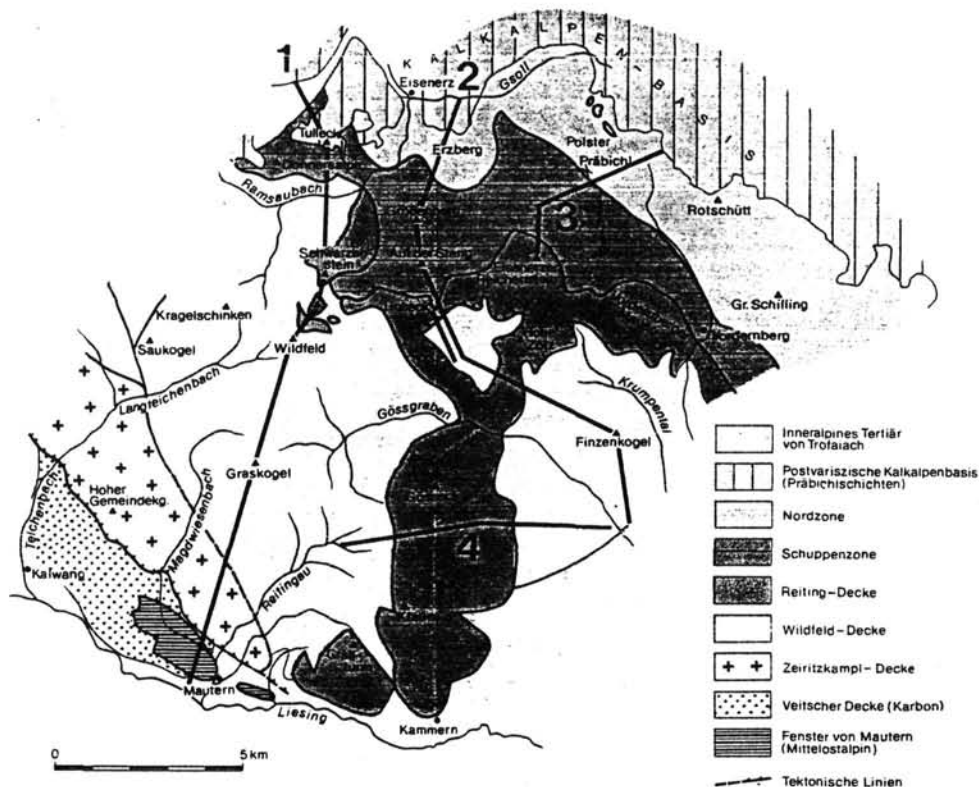 1
N
KALKALPENBASIS
Eisenerz
2
Gsoll
Tulleck
Erzberg
Polster
Präbichl
Ramsaubach
3
Rotschütt
Schwarzer
stein
Gr. Schilling
Kragelschinken
Saukogel
Wildfeld
Langteichenbach
Gössgraben
Krumpental
Finzenkogel
Graskogel
Hoher
Gemeindekg.
Teichenbach
Magdwiesenbach
Kalwang
Reitingau
4
Mautern
Liesing
Kammern
0
5 km
Inneralpines Tertiär
von Trofaiach
Postvariszische Kalkalpenbasis
(Präbichlschichten)
Nordzone
Schuppenzone
Reiting-Decke
Wildfeld-Decke
Zeiritzkampl-Decke
Veitscher Decke (Karbon)
Fenster von Mautern
(Mittelostalpin)
Tektonische Linien